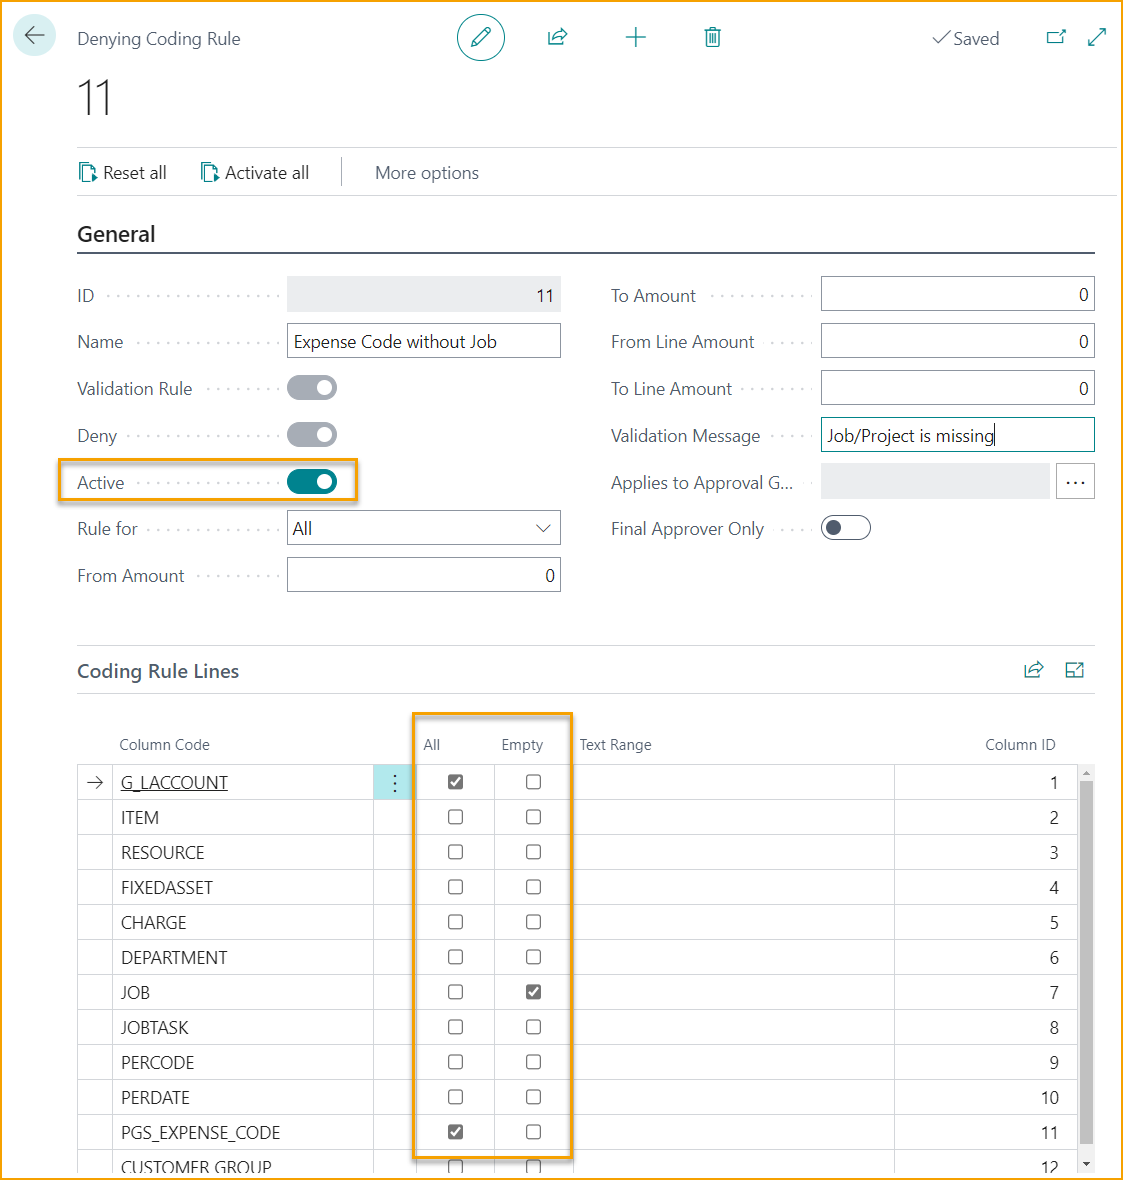 Denying Coding Rule
Saved
11
Reset all
Activate all
More options
General
ID
11
Name
Expense Code without Job
Validation Rule
Deny
Active
Rule for
All
From Amount
0
To Amount
0
From Line Amount
0
To Line Amount
0
Validation Message
Job/Project is missing
Applies to Approval G...
Final Approver Only
Coding Rule Lines
Column Code All Empty Text Range Column ID
G_LACCOUNT 1
ITEM 2
RESOURCE 3
FIXEDASSET 4
CHARGE 5
DEPARTMENT 6
JOB 7
JOBTASK 8
PERCODE 9
PERDATE 10
PGS_EXPENSE_CODE 11
CUSTOMER GROUP 12